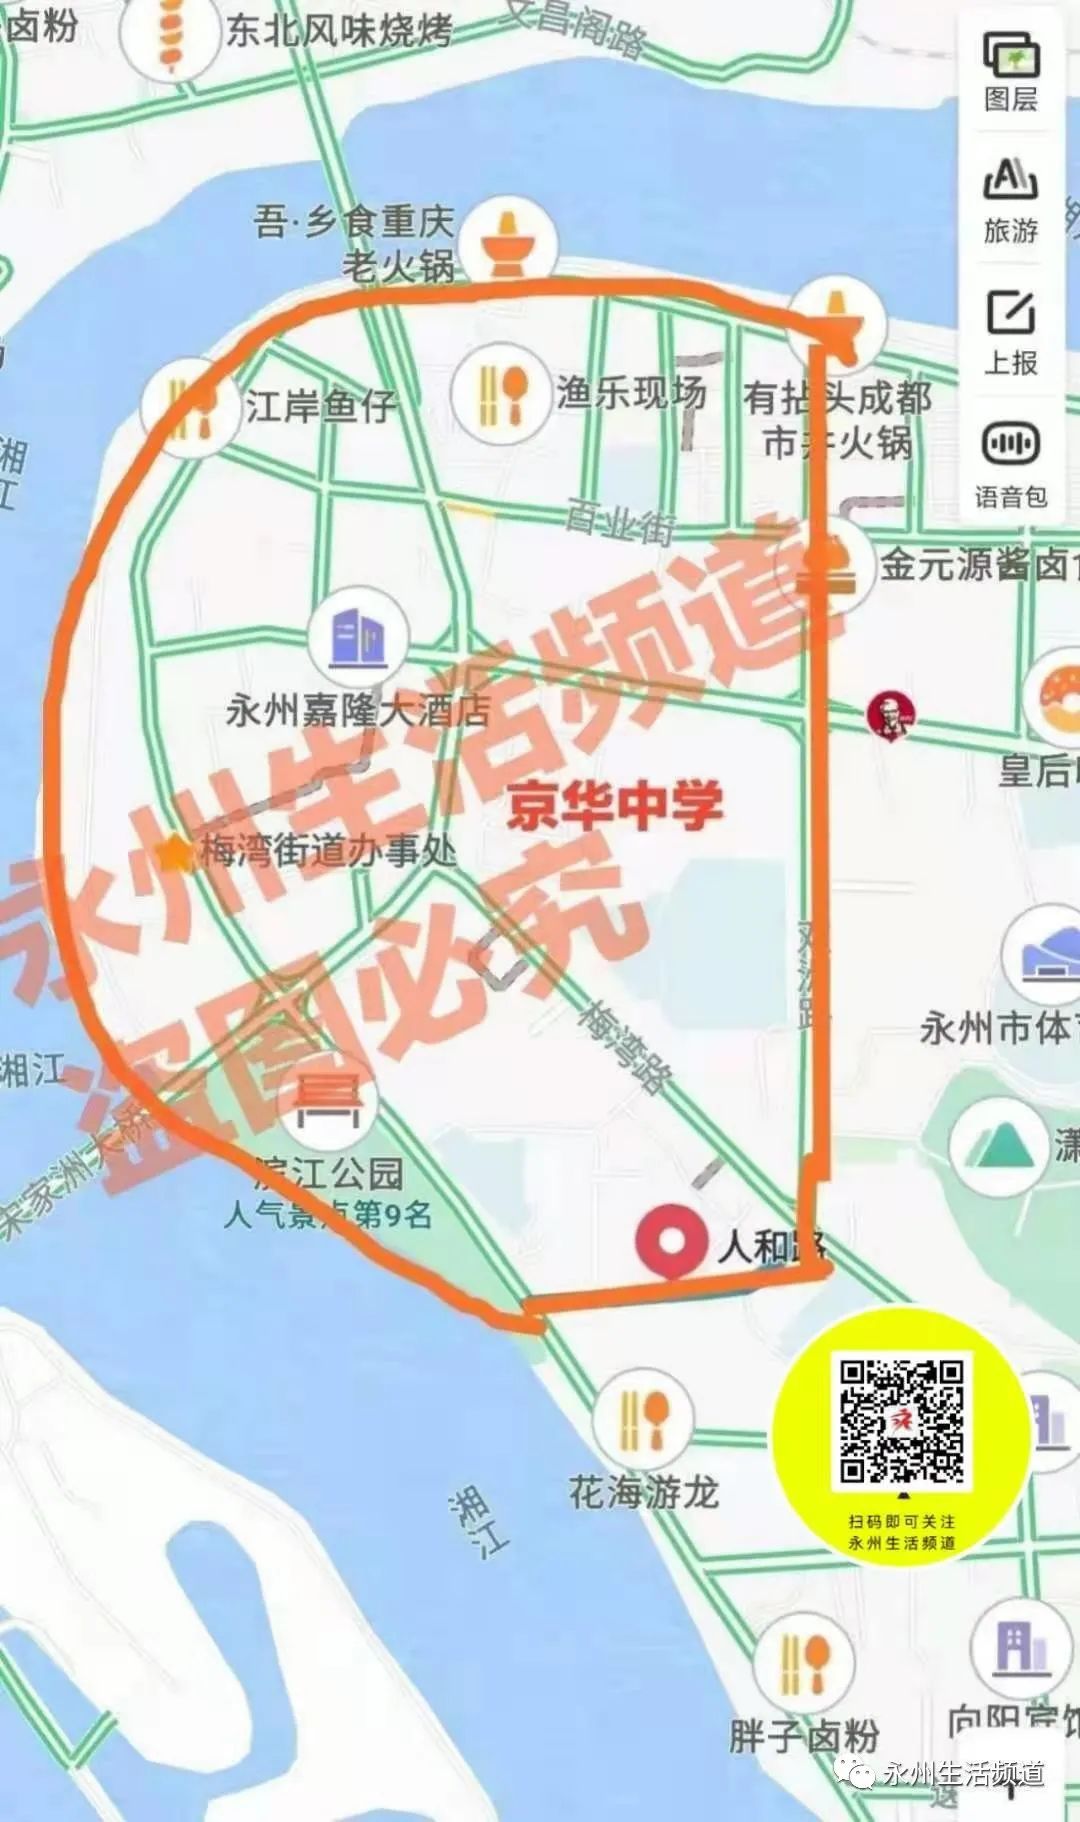 卤粉
东北风味烧烤
文昌阁路
图层
旅游
上报
语音包
吾·乡食重庆
老火锅
江岸鱼仔
渔乐现场
有拈头成都
市井火锅
湘江
百业街
金元源酱卤食
永州嘉隆大酒店
皇后
京华中学
梅湾街道办事处
永州生活频道
盗图必究
永州市体育
梅湾路
湘江
宋家洲大桥
滨江公园
人气景点第9名
人和路
潇
花海游龙
湘江
扫码即可关注
永州生活频道
胖子卤粉
向阳宾馆
永州生活频道